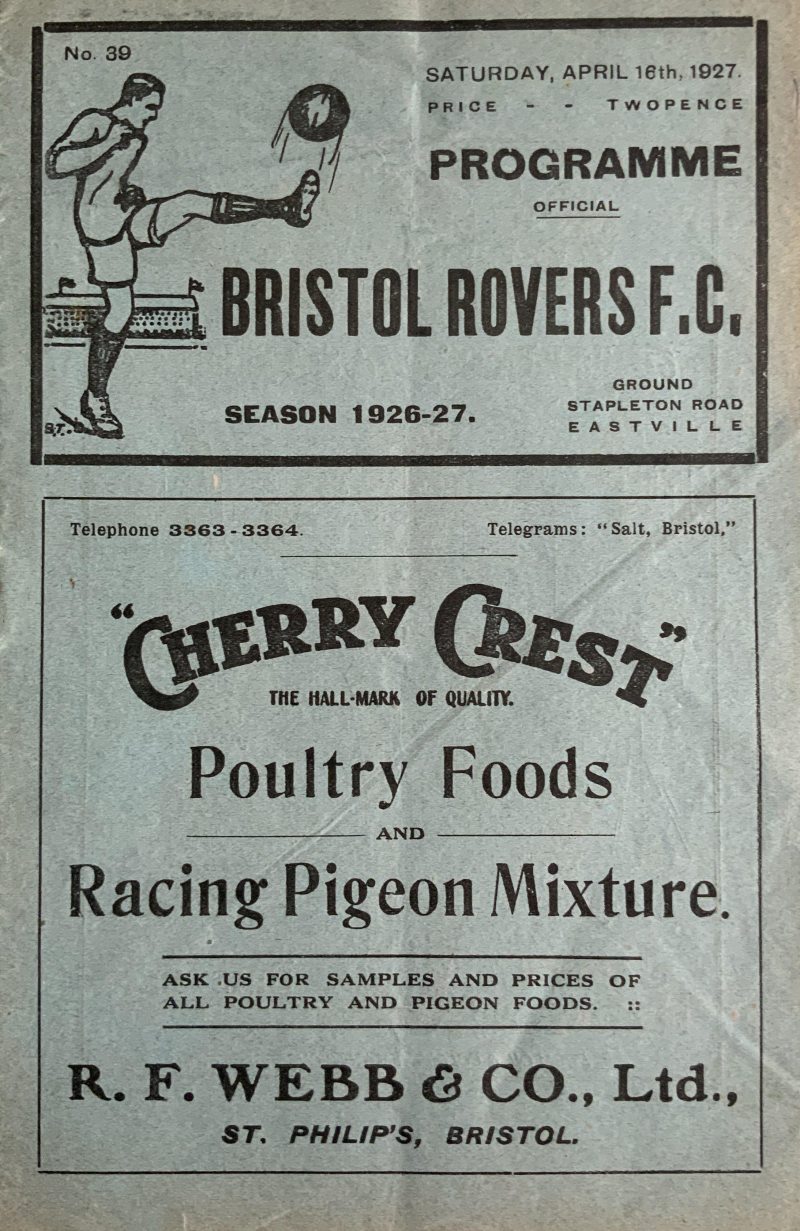 No. 39
SATURDAY, APRIL 16th, 1927.
PRICE - - TWOPENCE
PROGRAMME
OFFICIAL
BRISTOL ROVERS F.C.
GROUND
STAPLETON ROAD
EASTVILLE
SEASON 1926-27.
S.T.
Telephone 3363-3364.
Telegrams: "Salt, Bristol,"
"CHERRY CREST"
THE HALL-MARK OF QUALITY.
Poultry Foods
AND
Racing Pigeon Mixture.
ASK US FOR SAMPLES AND PRICES OF
ALL POULTRY AND PIGEON FOODS. ::
R. F. WEBB & CO., Ltd.,
ST. PHILIP'S, BRISTOL.